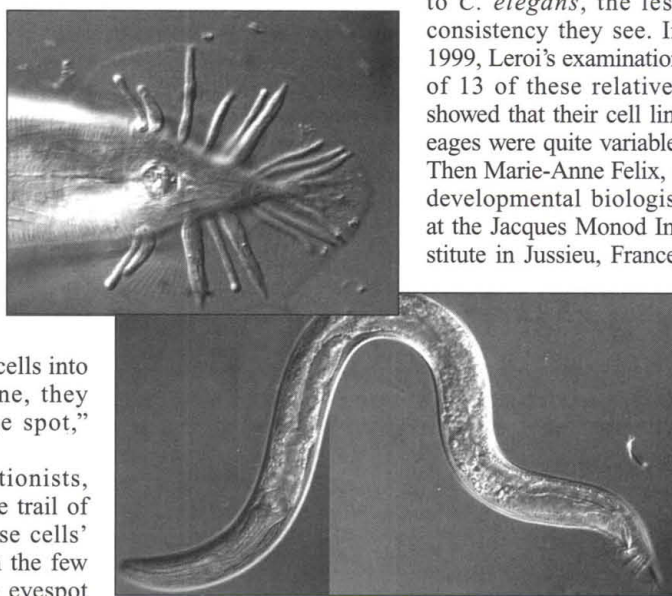 to C. elegans, the less
consistency they see. In
1999, Leroi's examination
of 13 of these relatives
showed that their cell lin-
eages were quite variable.
Then Marie-Anne Felix,
developmental biologist
at the Jacques Monod In-
stitute in Jussieu, France
cells into
ne, they
e spot,”
tionists,
e trail of
se cells’
the few
eyespot